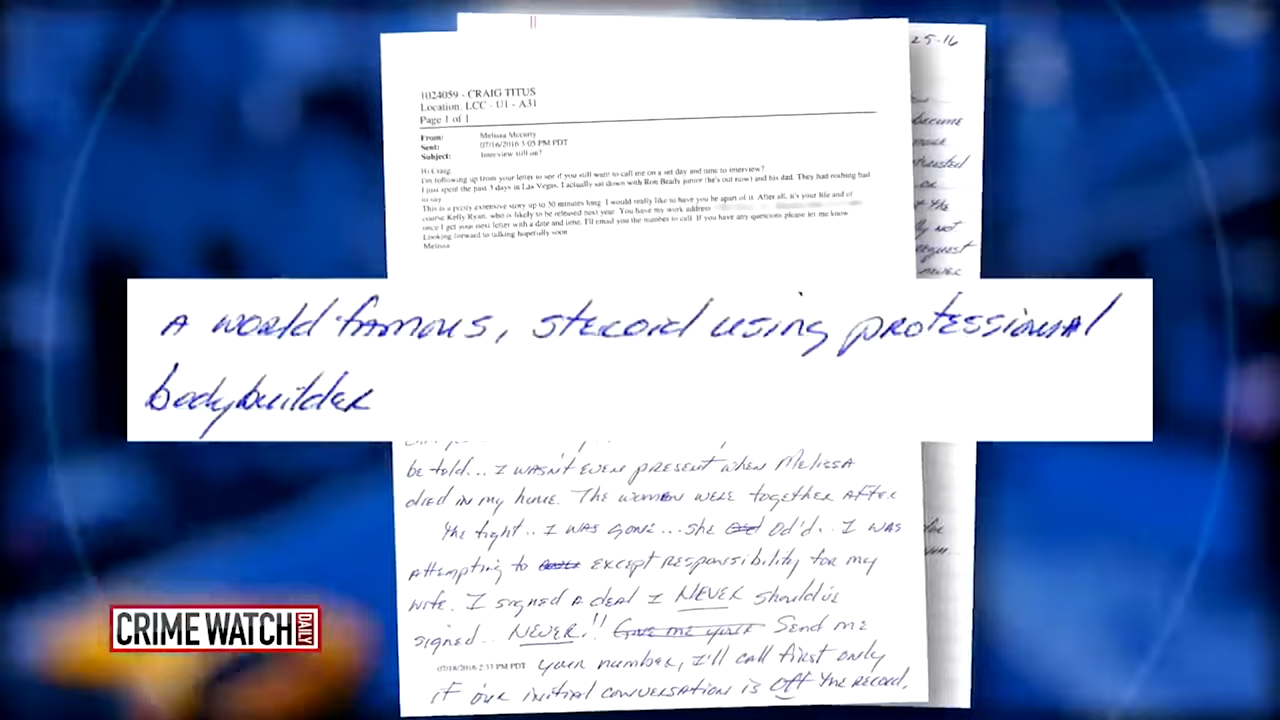 1024059 - CRAIG TITUS
Location: LCC - U1 - A31
Page 1 of 1
From: Melissa Mccarty
Sent: 07/16/2016 3:05 PM PDT
Subject: Interview still on?
Hi Craig,
I'm following up from your letter to see if you still want to call me on a set day and time to interview?
I just spent the past 3 days in Las Vegas. I actually sat down with Ron Brady junior (he's out now) and his dad. They had nothing bad
to say.
This is a pretty extensive story up to 30 minutes long. I would really like to have you be apart of it. After all, it's your life and of
course Kelly Ryan, who is likely to be released next year. You have my work address
once I get your next letter with a date and time. I'll email you the number to call. If you have any questions please let me know.
Looking forward to talking hopefully soon
Melissa
25-16
become
not
request
never
A world famous, steroid using professional
bodybuilder
be told... I wasn't even present when Melissa
died in my home. The women were together after
the fight.. I was gone... she od'd.. I was
attempting to except responsibility for my
wife. I signed a deal I NEVER should've
signed.. NEVER!! Give me your Send me
07/18/2016 2:33 PM PDT your number, I'll call first only
if our initial conversation is off the record.
CRIME WATCH DAILY